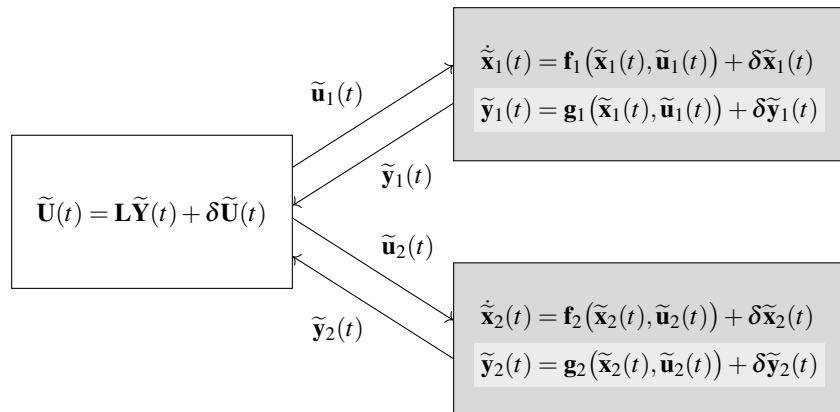 ˙x̃₁(t) = f₁(x̃₁(t), ũ₁(t)) + δx̃₁(t)
ỹ₁(t) = g₁(x̃₁(t), ũ₁(t)) + δỹ₁(t)
ũ₁(t)
ỹ₁(t)
Ũ(t) = LỸ(t) + δŨ(t)
ũ₂(t)
ỹ₂(t)
˙x̃₂(t) = f₂(x̃₂(t), ũ₂(t)) + δx̃₂(t)
ỹ₂(t) = g₂(x̃₂(t), ũ₂(t)) + δỹ₂(t)